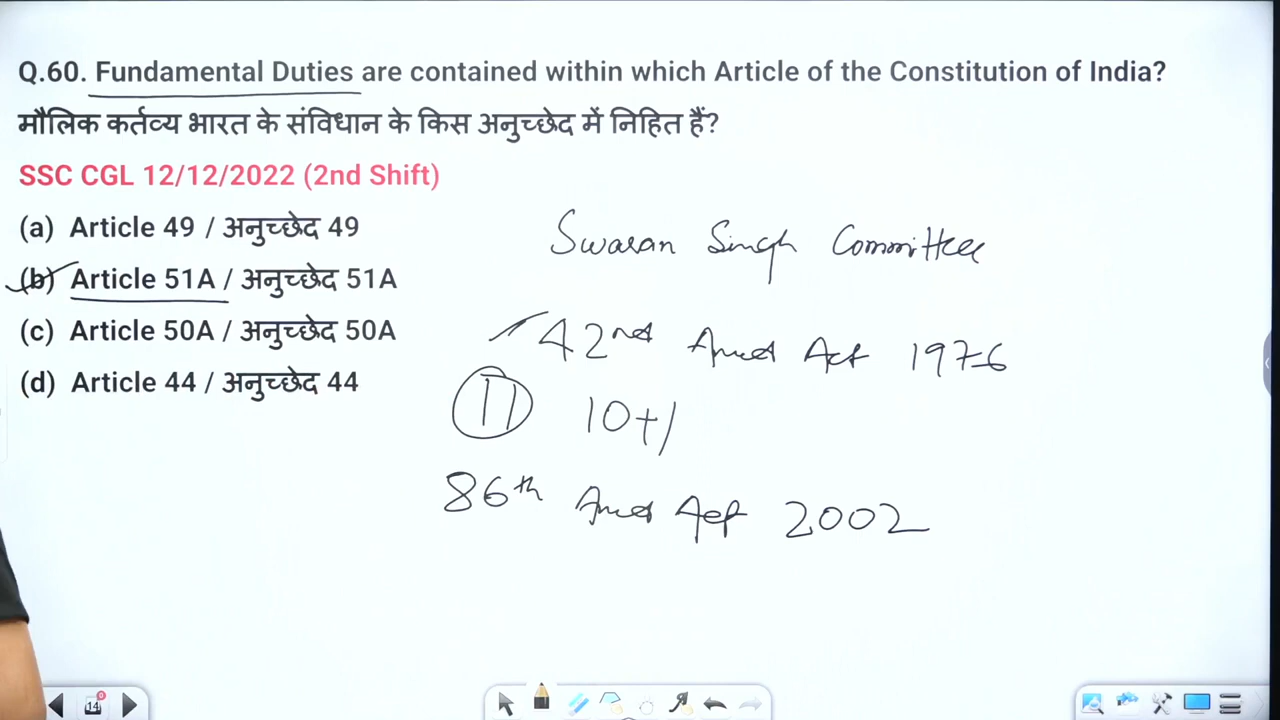 Q.60. Fundamental Duties are contained within which Article of the Constitution of India?
मौलिक कर्तव्य भारत के संविधान के किस अनुच्छेद में निहित हैं?
SSC CGL 12/12/2022 (2nd Shift)
(a) Article 49 / अनुच्छेद 49
(b) Article 51A / अनुच्छेद 51A
(c) Article 50A / अनुच्छेद 50A
(d) Article 44 / अनुच्छेद 44
Swaran Singh Committee
42nd Amd Act 1976
11 10+1
86th Amd Act 2002
14